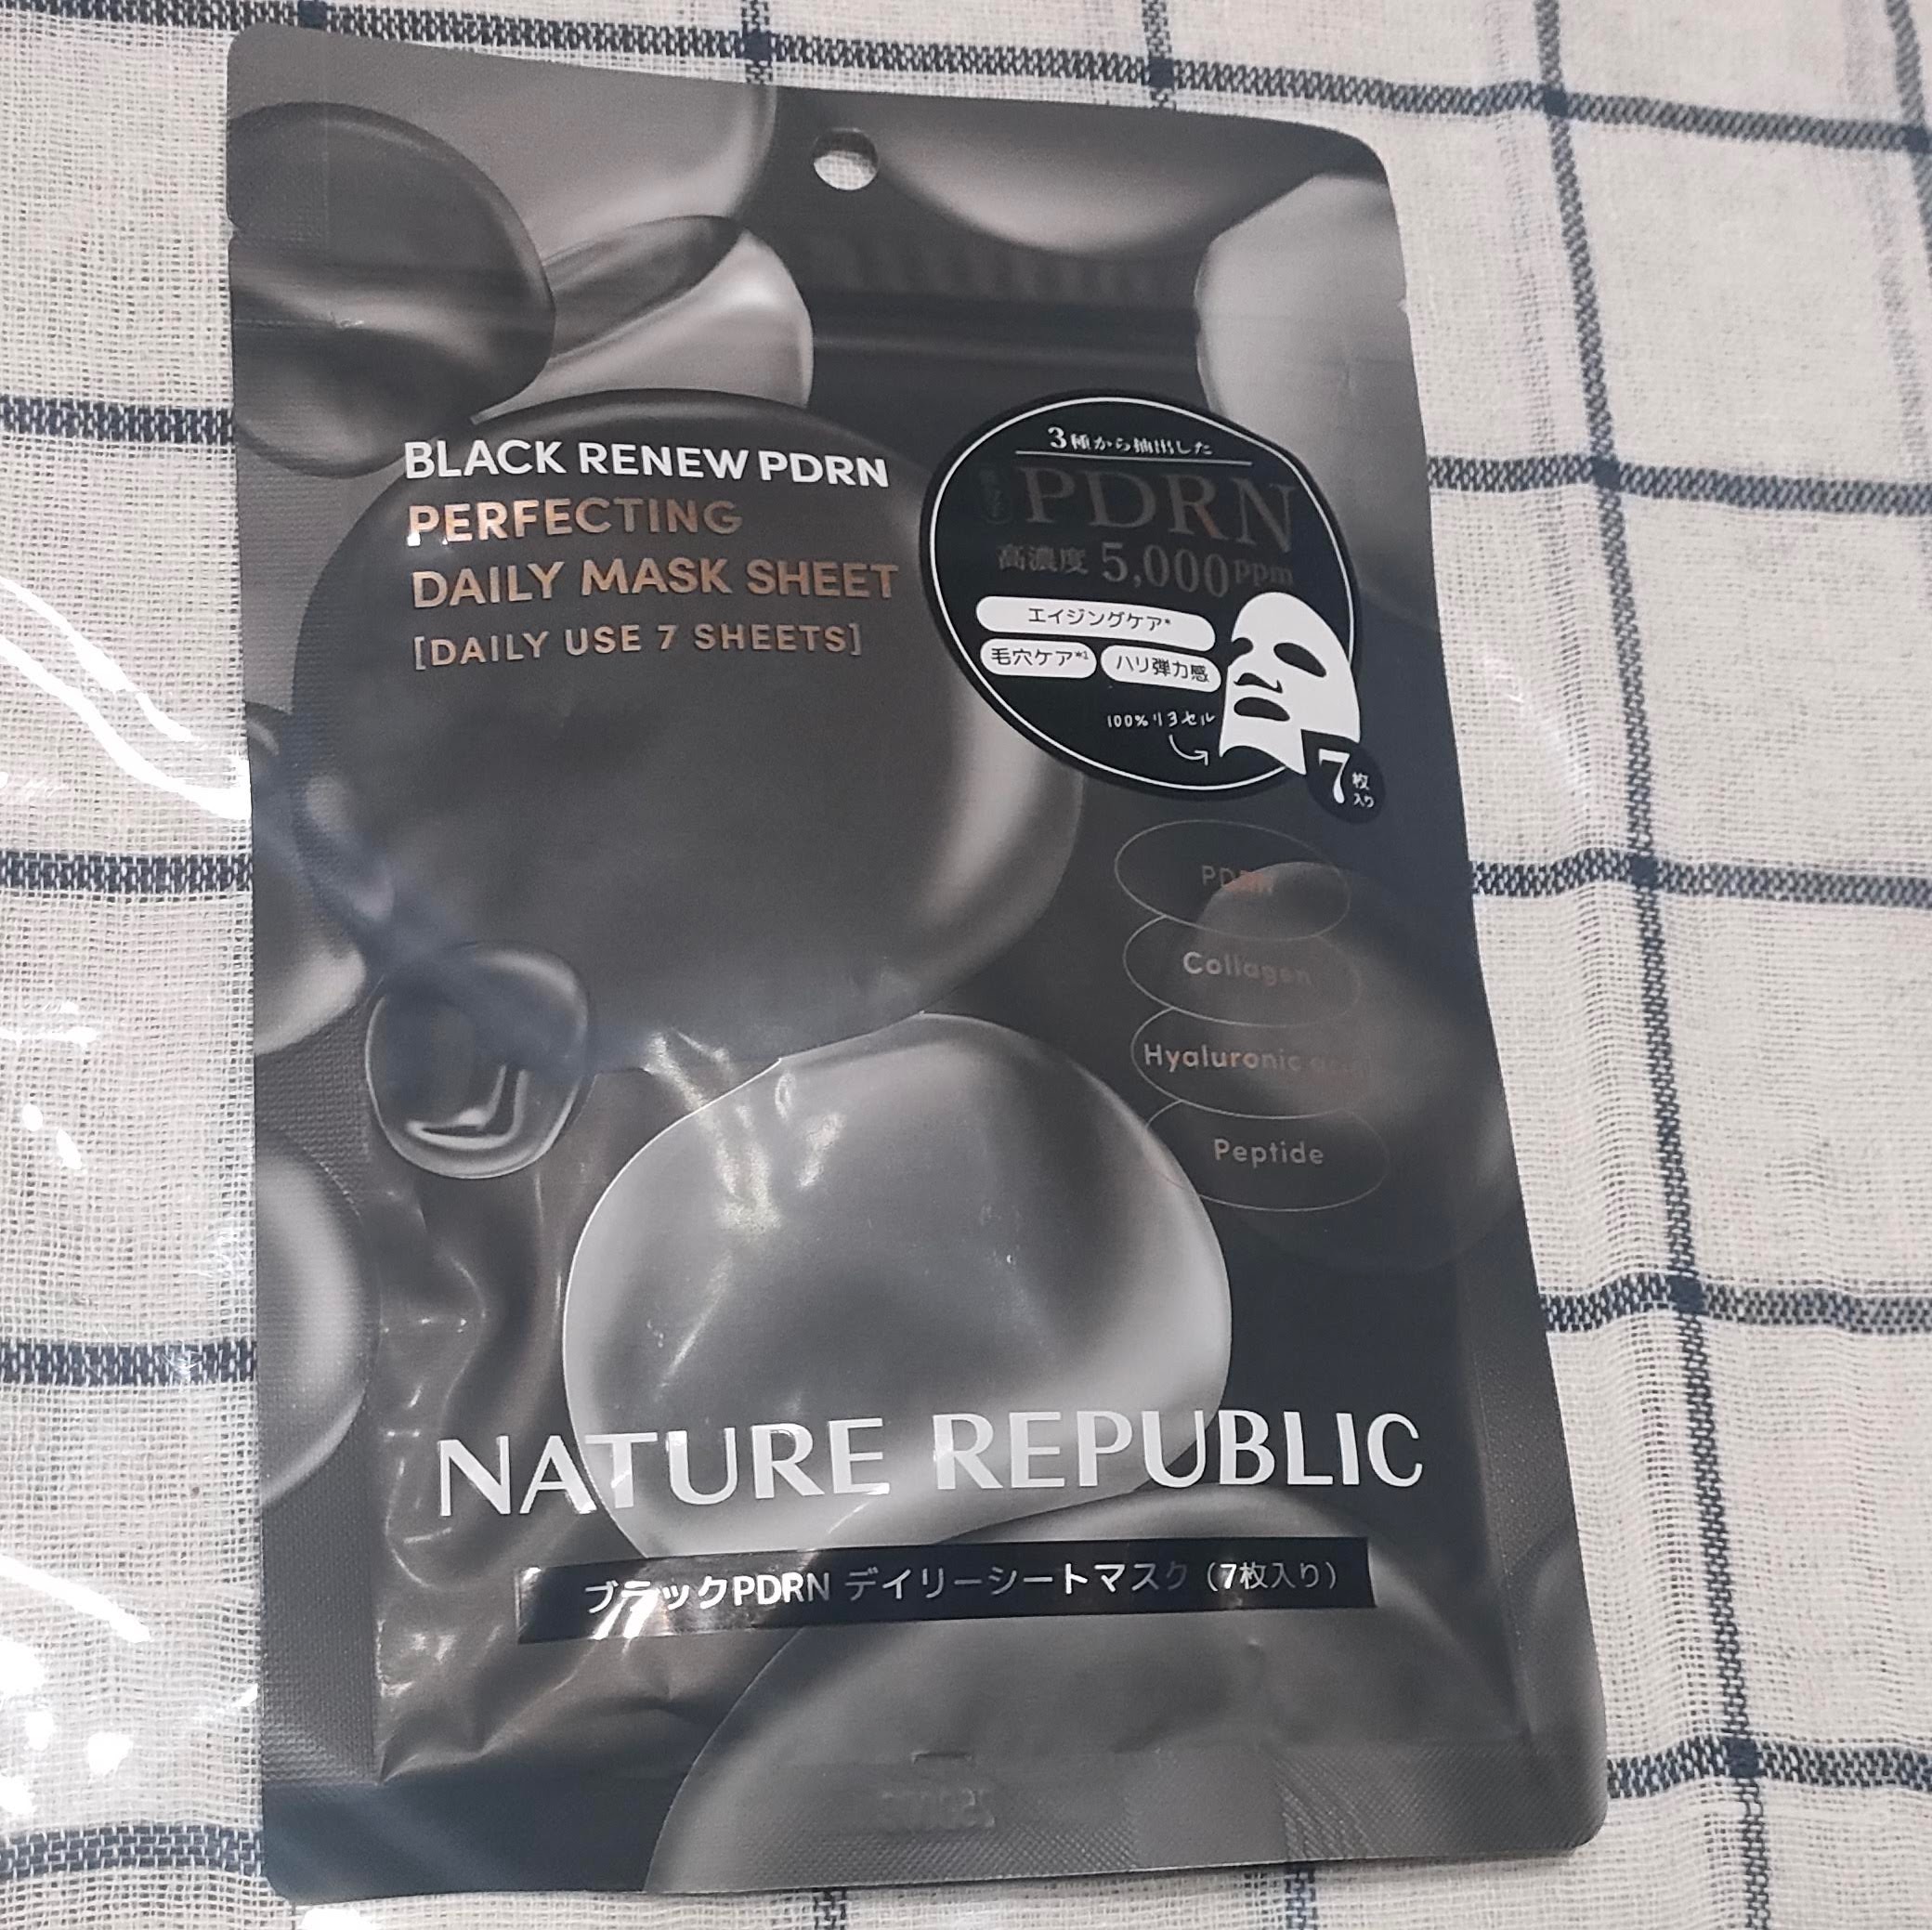 BLACK RENEW PDRN
PERFECTING
DAILY MASK SHEET
[DAILY USE 7 SHEETS]
3種から抽出した
PDRN
高濃度 5,000ppm
エイジングケア*
毛穴ケア*1 ハリ弾力感
100%リヨセル
7枚入り
PDRN
Collagen
Hyaluronic acid
Peptide
NATURE REPUBLIC
ブラックPDRN デイリーシートマスク (7枚入り)